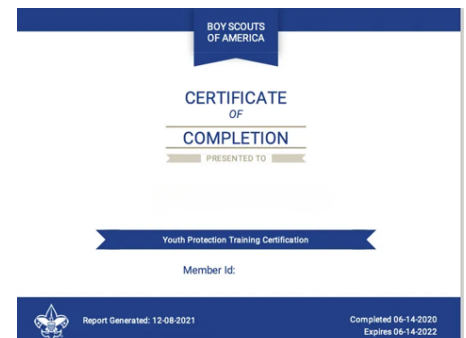 BOY SCOUTS
OF AMERICA
CERTIFICATE
OF
COMPLETION
PRESENTED TO
Youth Protection Training Certification
Member Id:
Report Generated: 12-08-2021
Completed 06-14-2020
Expires 06-14-2022